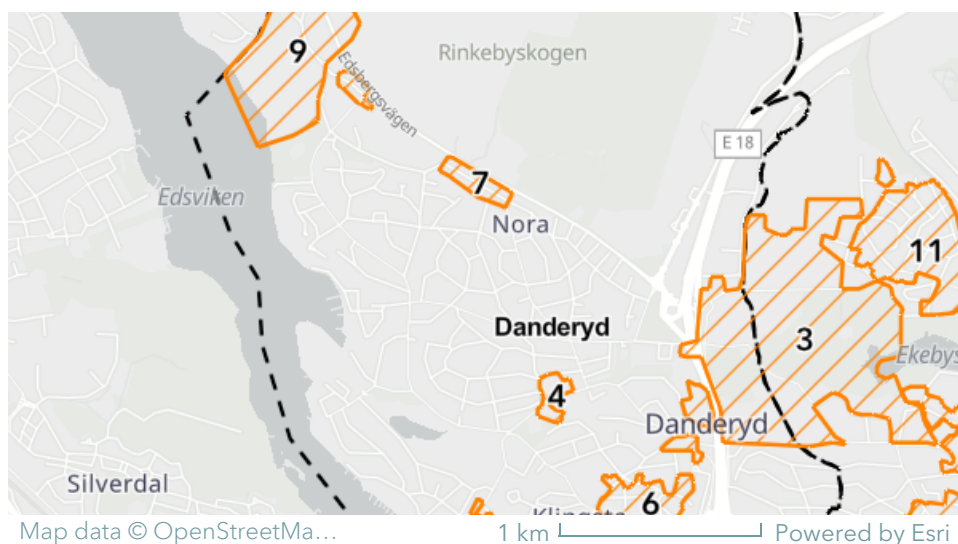 9
Rinkebyskogen
Edsbergsvägen
E 18
7
Edsviken
Nora
11
Danderyd
3
Ekebys
4
Danderyd
Silverdal
6
Klingsta
Map data © OpenStreetMa...
1 km
Powered by Esri